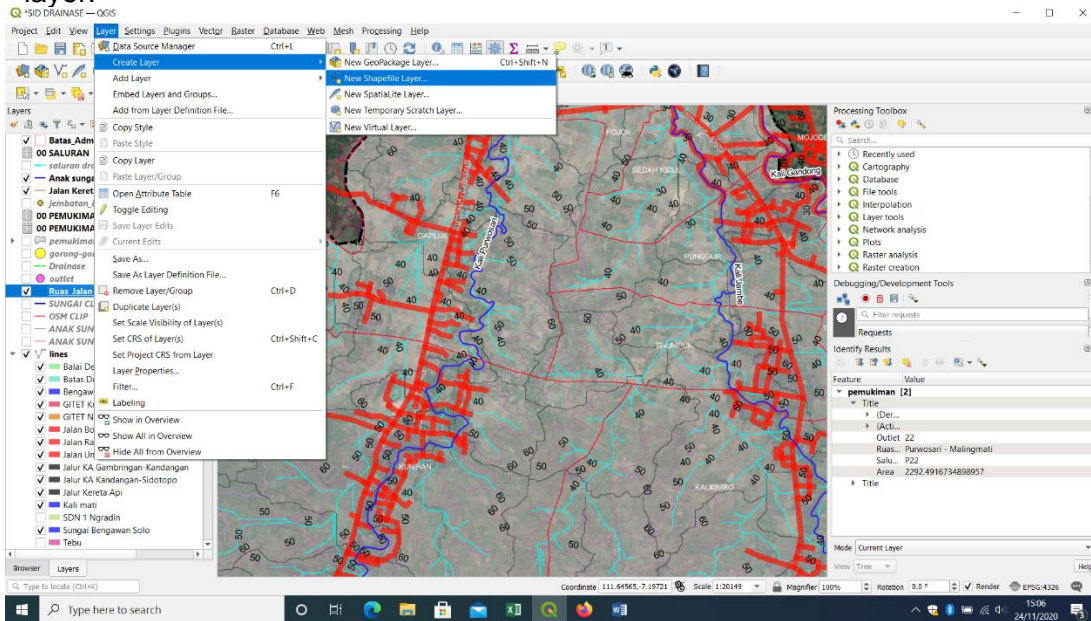 layer.
*SID DRAINASE — QGIS
Project Edit View Layer Settings Plugins Vector Raster Database Web Mesh Processing Help
Data Source Manager Ctrl+L
Create Layer
Add Layer
Embed Layers and Groups...
Add from Layer Definition File...
Copy Style
Paste Style
Copy Layer
Paste Layer/Group
Open Attribute Table F6
Toggle Editing
Save Layer Edits
Current Edits
Save As...
Save As Layer Definition File...
Remove Layer/Group Ctrl+D
Duplicate Layer(s)
Set Scale Visibility of Layer(s)
Set CRS of Layer(s) Ctrl+Shift+C
Set Project CRS from Layer
Layer Properties...
Filter... Ctrl+F
Labeling
Show in Overview
Show All in Overview
Hide All from Overview
New GeoPackage Layer... Ctrl+Shift+N
New Shapefile Layer...
New SpatiaLite Layer...
New Temporary Scratch Layer...
New Virtual Layer...
Layers
Batas_Adm
00 SALURAN
saluran dra
Anak sunga
Jalan Keret
00 PEMUKIMA
00 PEMUKIMA
pemukima
gorong-go
Drainase
outlet
Ruas Jalan
SUNGAI CL
OSM CLIP
ANAK SUN
ANAK SUN
lines
Balai De
Batas De
Bengaw
GITET K
GITET N
Jalan Bo
Jalan Ra
Jalan Un
Jalur KA Gambringan-Kandangan
Jalur KA Kandangan-Sidotopo
Jalur Kereta Api
Kali mati
SDN 1 Ngradin
Sungai Bengawan Solo
Tebu
Browser Layers
POJOK
SEDAH KIDUL
Kali Gandong
GAPLUK
Kali Purwosari
PUNGGUR
Kali Jambe
TINUMPUK
KUNIRAN
KALIOMBO
Processing Toolbox
Search...
Recently used
Cartography
Database
File tools
Interpolation
Layer tools
Network analysis
Plots
Raster analysis
Raster creation
Debugging/Development Tools
Filter requests
Requests
Identify Results
Feature Value
pemukiman [2]
Title
(Der...
(Acti...
Outlet 22
Ruas... Purwosari - Malingmati
Salu... P22
Area 2292.4916734898957
Title
Mode Current Layer
View Tree Help
Type to locate (Ctrl+K)
Coordinate 111.64565,-7.19721 Scale 1:20149 Magnifier 100% Rotation 0.0 ° Render EPSG:4326
Type here to search
15:06
24/11/2020